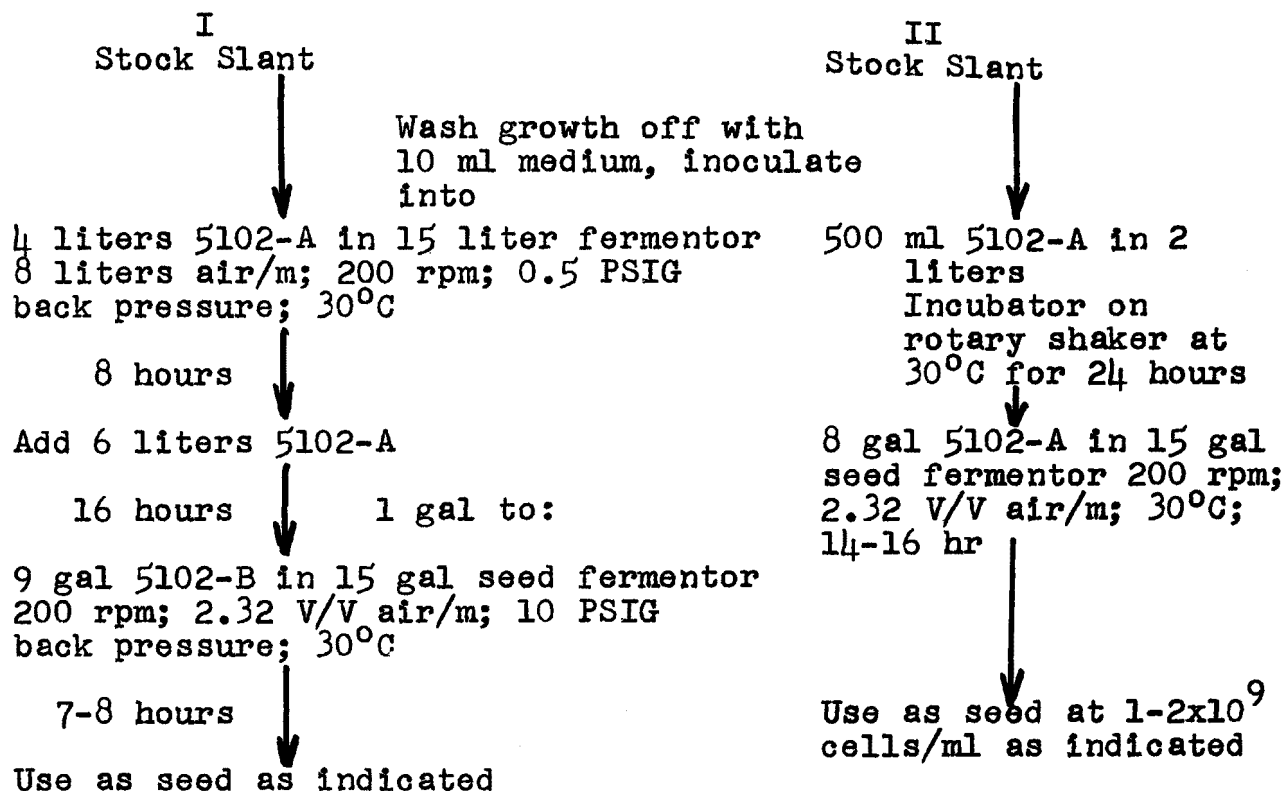 I
Stock Slant
Wash growth off with
10 ml medium, inoculate
into
4 liters 5102-A in 15 liter fermentor
8 liters air/m; 200 rpm; 0.5 PSIG
back pressure; 30°C
8 hours
Add 6 liters 5102-A
16 hours 1 gal to:
9 gal 5102-B in 15 gal seed fermentor
200 rpm; 2.32 V/V air/m; 10 PSIG
back pressure; 30°C
7-8 hours
Use as seed as indicated
II
Stock Slant
500 ml 5102-A in 2
liters
Incubator on
rotary shaker at
30°C for 24 hours
8 gal 5102-A in 15 gal
seed fermentor 200 rpm;
2.32 V/V air/m; 30°C;
14-16 hr
Use as seed at 1-2x10⁹
cells/ml as indicated